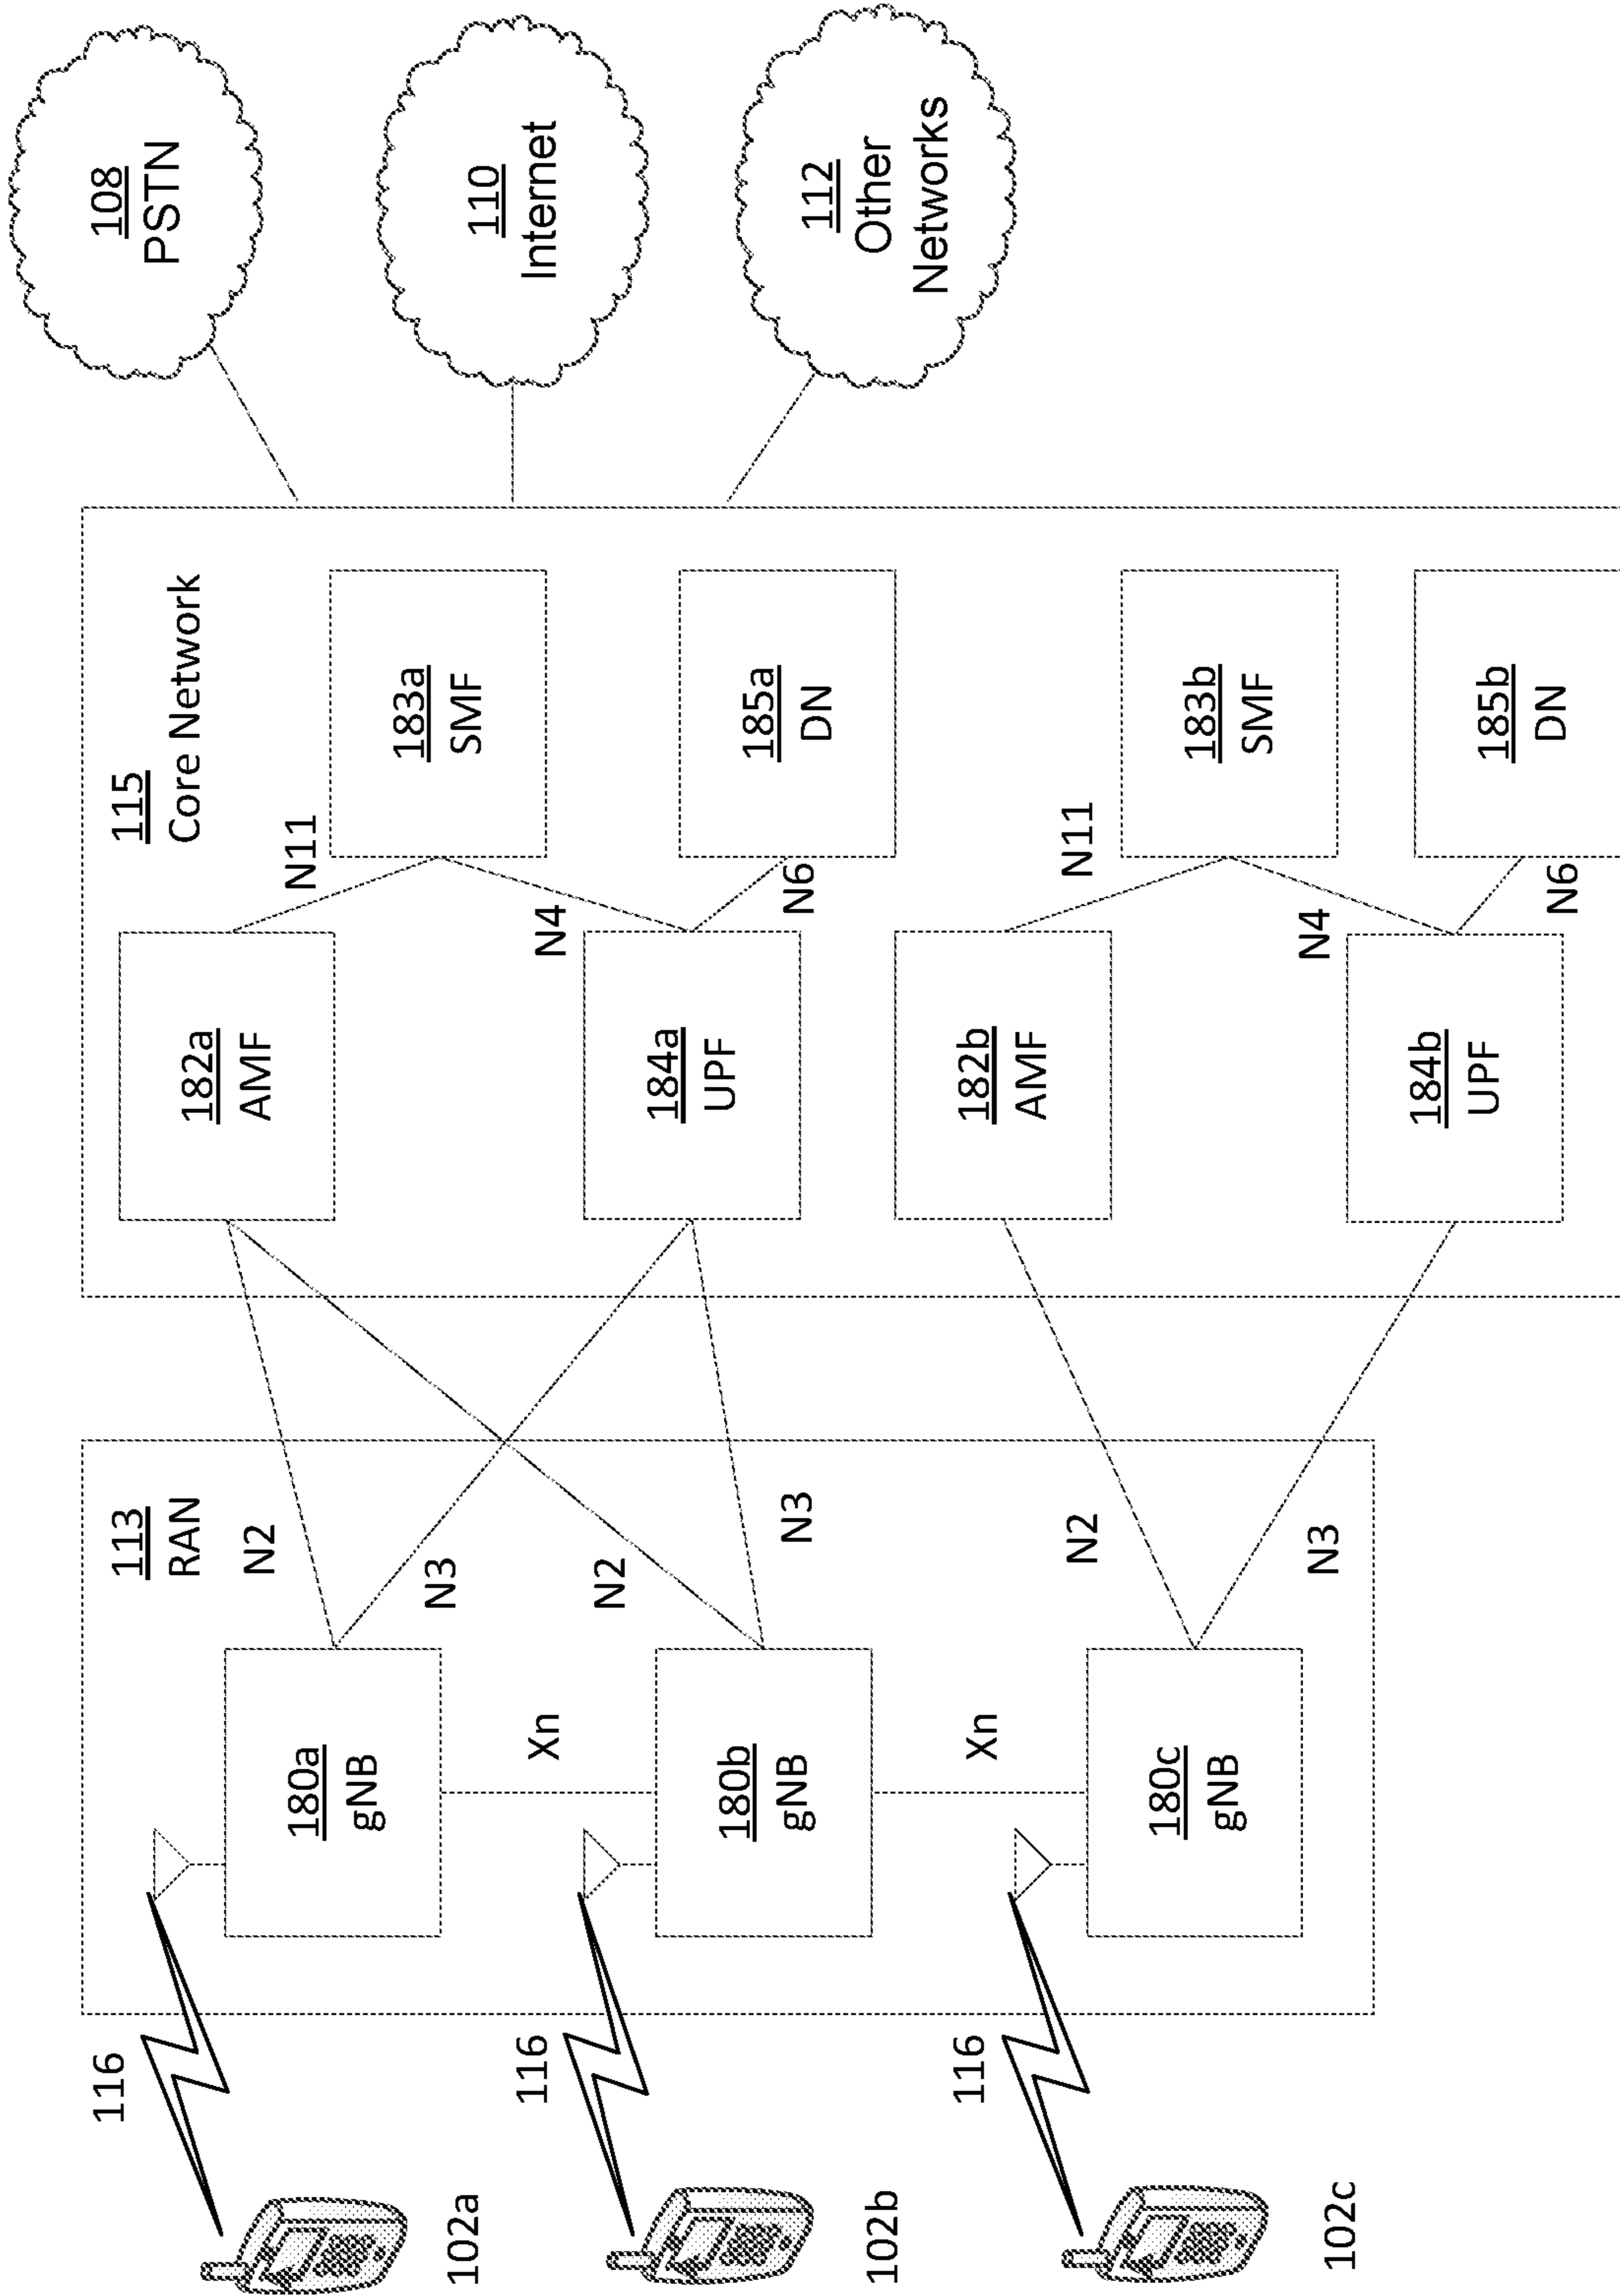 102a
102b
102c
116
116
116
113
RAN
180a
gNB
180b
gNB
180c
gNB
Xn
Xn
N2
N3
N2
N3
N2
N3
115
Core Network
182a
AMF
184a
UPF
182b
AMF
184b
UPF
N11
N4
N6
N11
N4
N6
183a
SMF
185a
DN
183b
SMF
185b
DN
108
PSTN
110
Internet
112
Other
Networks